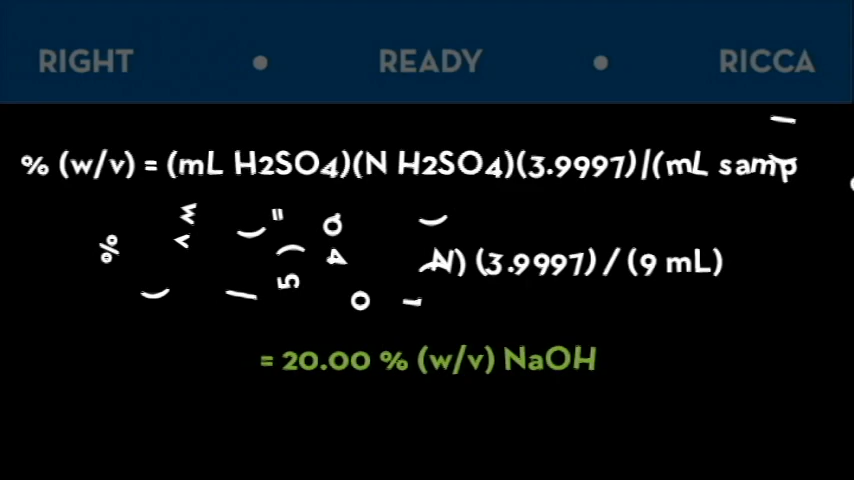 RIGHT • READY • RICCA
% (w/v) = (mL H2SO4)(N H2SO4)(3.9997)/(mL samp
N) (3.9997) / (9 mL)
= 20.00 % (w/v) NaOH